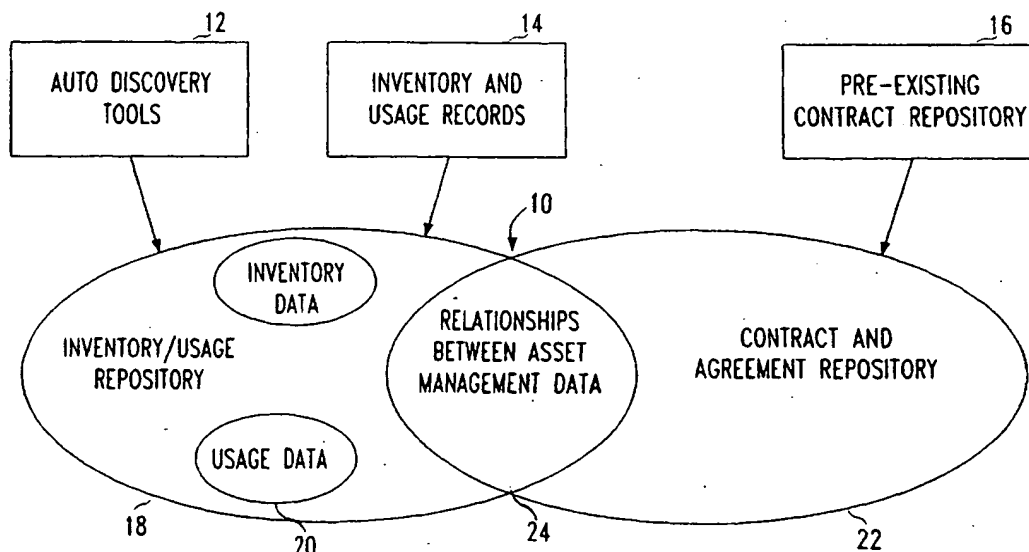 12
AUTO DISCOVERY
TOOLS
14
INVENTORY AND
USAGE RECORDS
16
PRE-EXISTING
CONTRACT REPOSITORY
10
INVENTORY
DATA
INVENTORY/USAGE
REPOSITORY
RELATIONSHIPS
BETWEEN ASSET
MANAGEMENT DATA
CONTRACT AND
AGREEMENT REPOSITORY
USAGE DATA
18
20
24
22